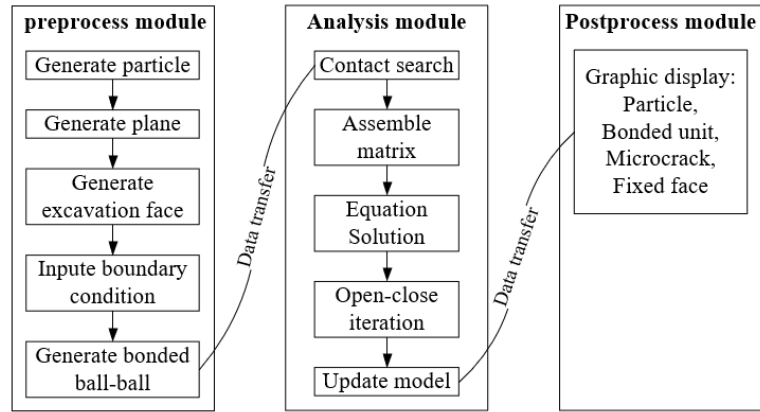 preprocess module
Generate particle
Generate plane
Generate
excavation face
Inpute boundary
condition
Generate bonded
ball-ball
Data transfer
Analysis module
Contact search
Assemble
matrix
Equation
Solution
Open-close
iteration
Update model
Data transfer
Postprocess module
Graphic display:
Particle,
Bonded unit,
Microcrack,
Fixed face